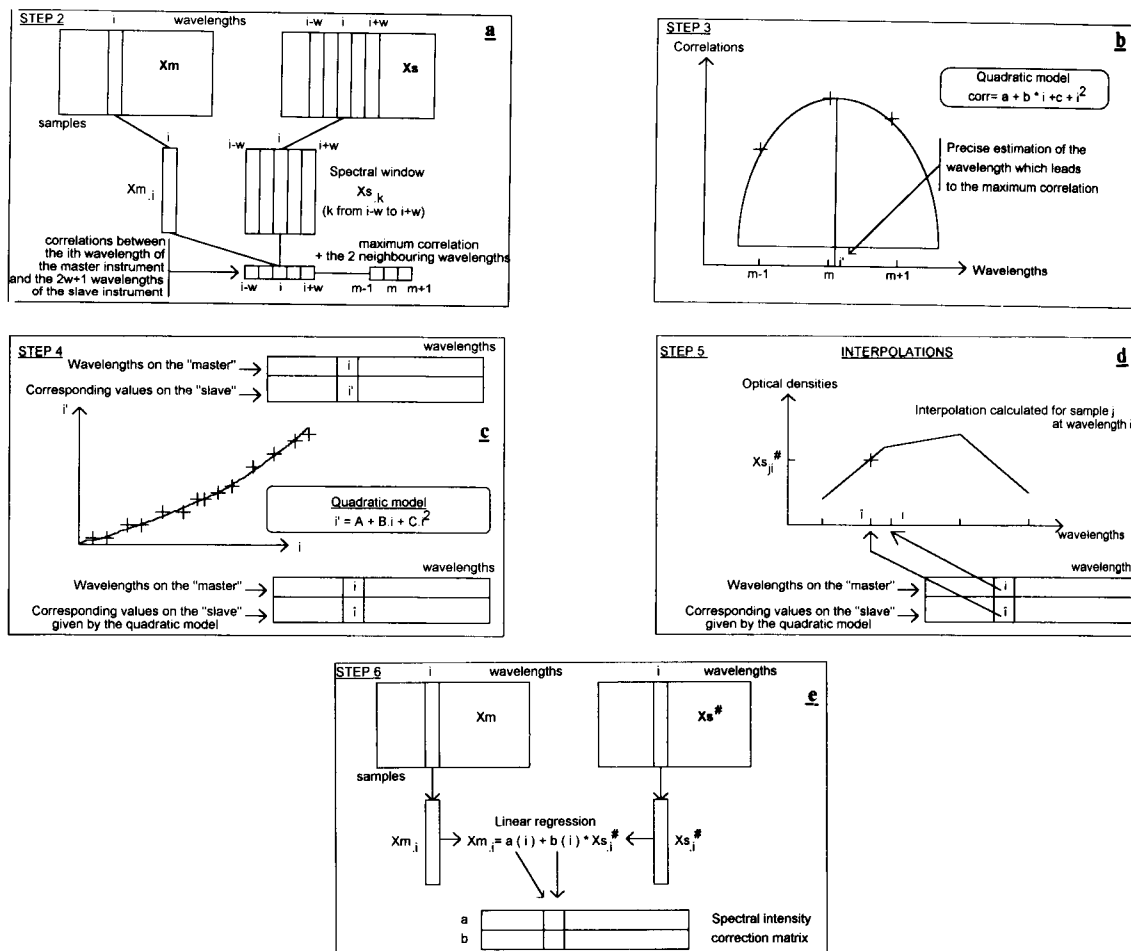 STEP 2
i
wavelengths
i-w
i
i+w
a
Xm
Xs
samples
i
i-w
i
i+w
Xm.i
Spectral window
Xs.k
(k from i-w to i+w)
correlations between
the ith wavelength of
the master instrument
and the 2w+1 wavelengths
of the slave instrument
maximum correlation
+ the 2 neighbouring wavelengths
i-w
i
i+w
m-1
m
m+1
STEP 3
b
Correlations
Quadratic model
corr= a + b * i +c + i²
Precise estimation of the
wavelength which leads
to the maximum correlation
i'
m-1
m
m+1
Wavelengths
STEP 4
wavelengths
Wavelengths on the "master"
i
Corresponding values on the "slave"
i'
i'
c
Quadratic model
i' = A + B.i + C.i²
i
wavelengths
Wavelengths on the "master"
i
Corresponding values on the "slave"
given by the quadratic model
î
STEP 5
INTERPOLATIONS
d
Optical densities
Interpolation calculated for sample j
at wavelength i
Xs ji #
î
i
wavelengths
wavelength
Wavelengths on the "master"
i
Corresponding values on the "slave"
given by the quadratic model
î
STEP 6
i
wavelengths
i
wavelengths
e
Xm
Xs#
samples
Linear regression
Xm.i
Xm.i = a ( i ) + b ( i ) * Xs.i#
Xs.i#
a
Spectral intensity
b
correction matrix